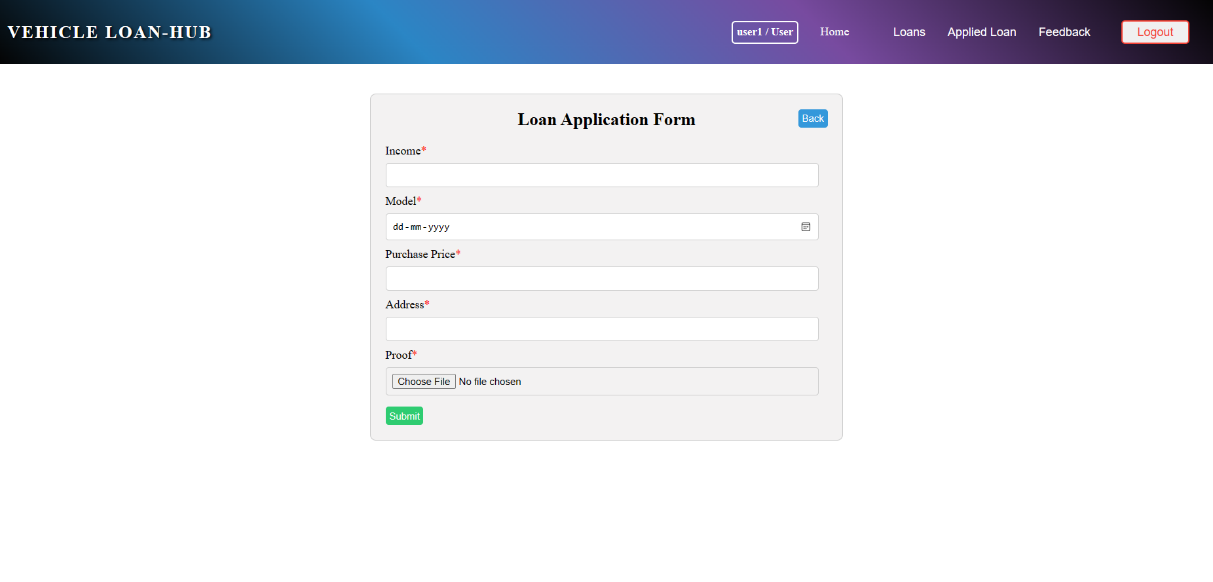 VEHICLE LOAN-HUB
user1 / User Home Loans Applied Loan Feedback Logout
Loan Application Form
Back
Income*
Model*
dd-mm-yyyy
Purchase Price*
Address*
Proof*
Choose File No file chosen
Submit